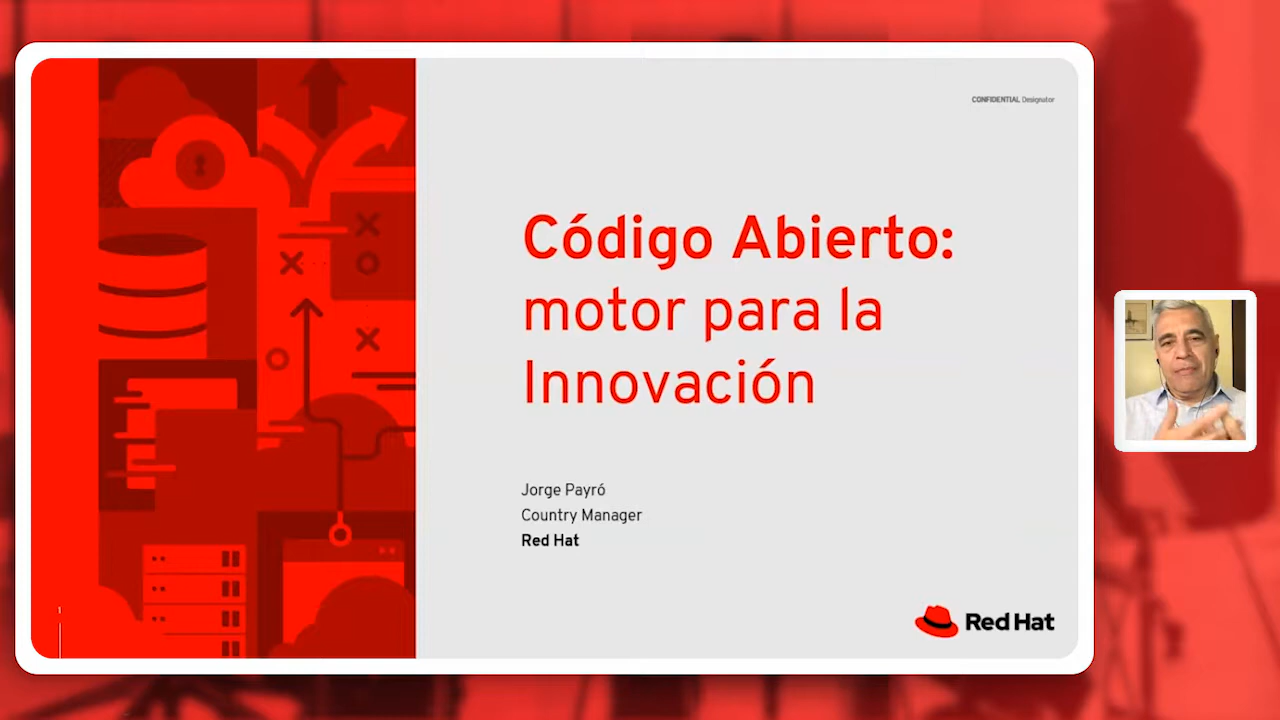 CONFIDENTIAL Designator
Código Abierto:
motor para la
Innovación
Jorge Payró
Country Manager
Red Hat
Red Hat